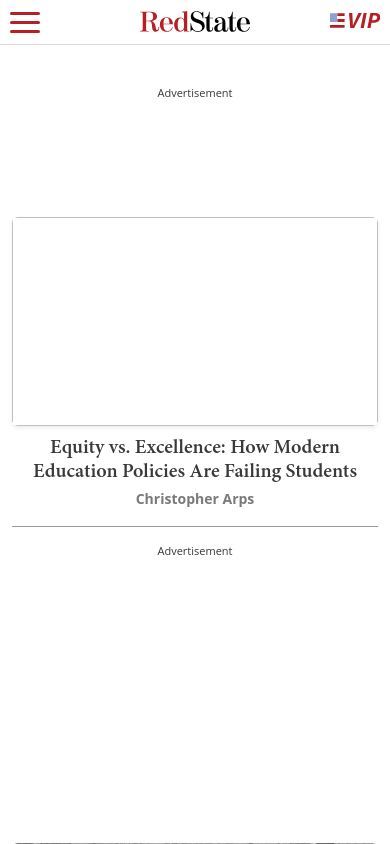 RedState
VIP
Advertisement
Equity vs. Excellence: How Modern
Education Policies Are Failing Students
Christopher Arps
Advertisement